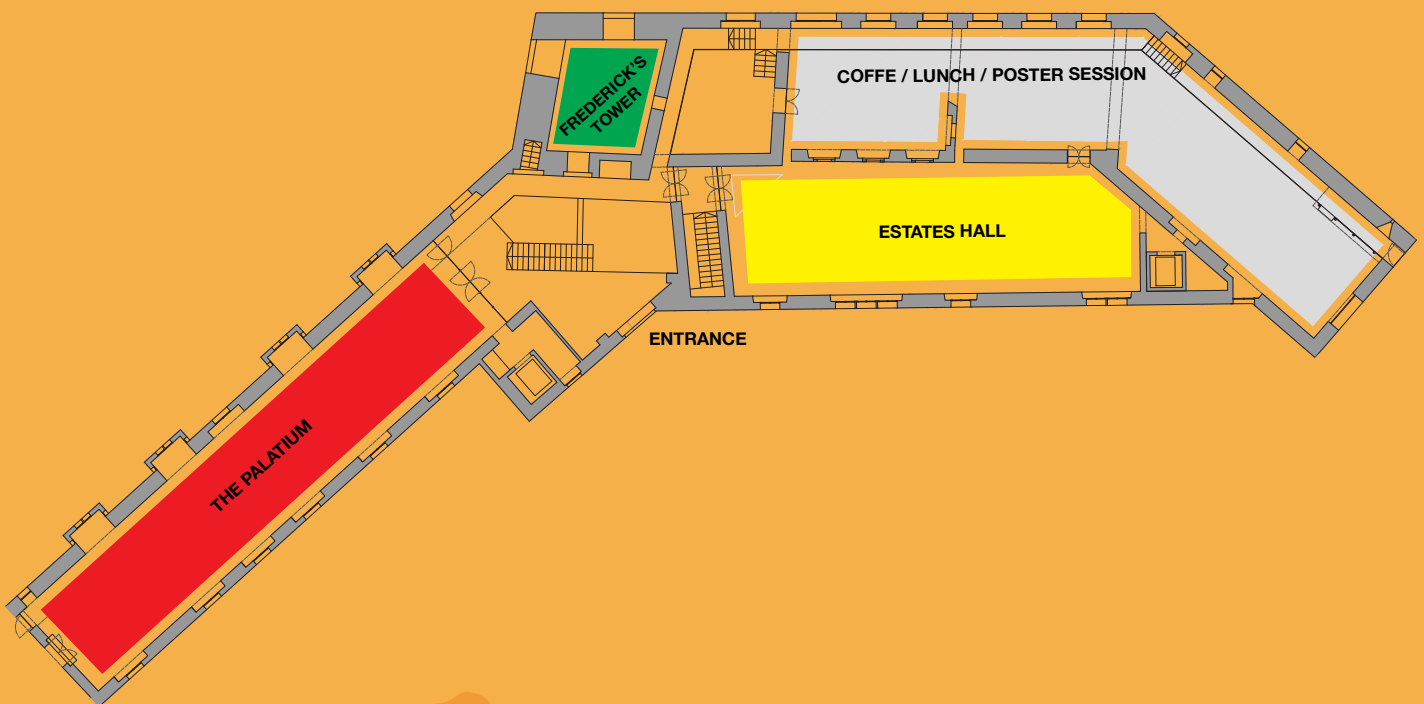 FREDERICK'S
TOWER
COFFE / LUNCH / POSTER SESSION
ESTATES HALL
ENTRANCE
THE PALATIUM